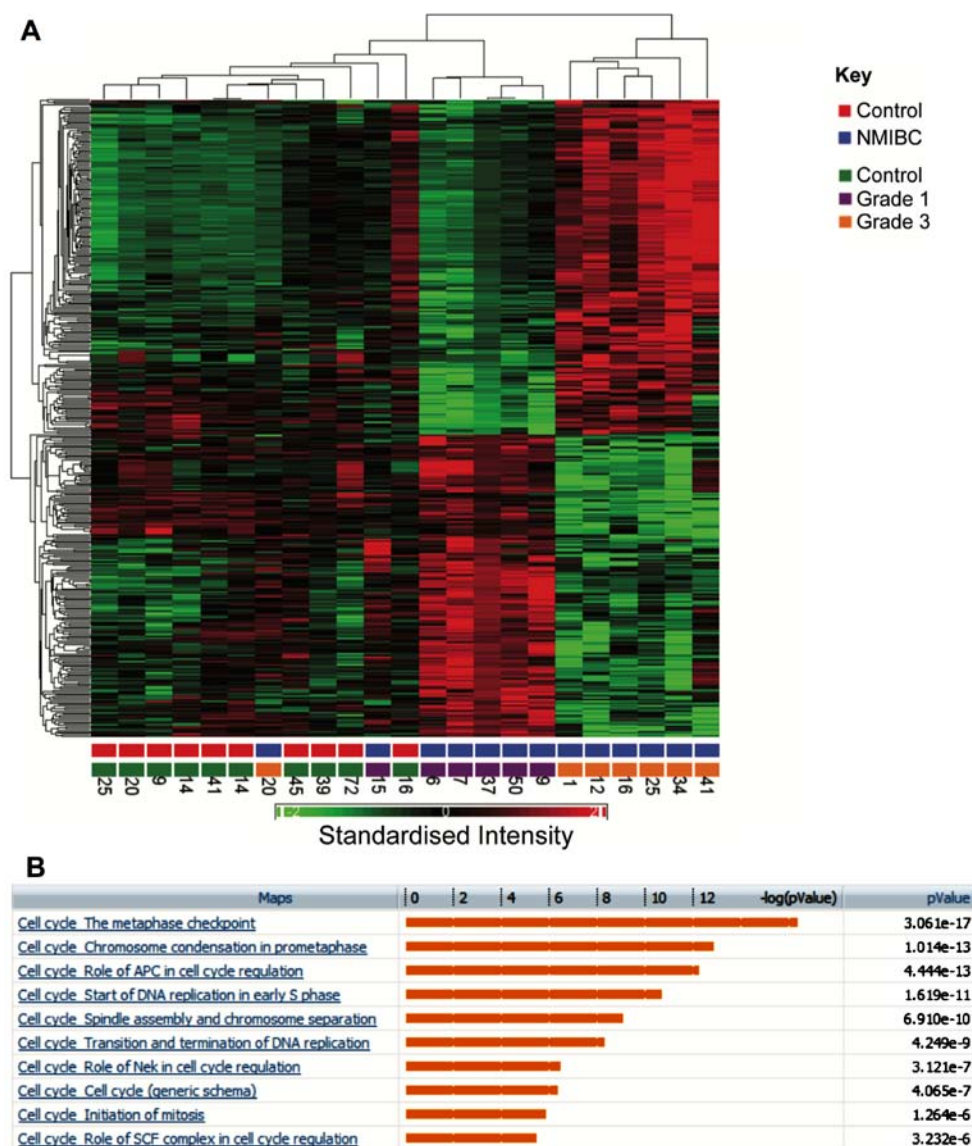 A
Key
Control
NMIBC
Control
Grade 1
Grade 3
25 20 9 14 41 14 20 45 39 72 15 16 6 7 37 50 9 1 12 16 25 34 41
-2 0 2
Standardised Intensity
B
Maps 0 2 4 6 8 10 12 -log(pValue) pValue
Cell cycle_The metaphase checkpoint 3.061e-17
Cell cycle_Chromosome condensation in prometaphase 1.014e-13
Cell cycle_Role of APC in cell cycle regulation 4.444e-13
Cell cycle_Start of DNA replication in early S phase 1.619e-11
Cell cycle_Spindle assembly and chromosome separation 6.910e-10
Cell cycle_Transition and termination of DNA replication 4.249e-9
Cell cycle_Role of Nek in cell cycle regulation 3.121e-7
Cell cycle_Cell cycle (generic schema) 4.065e-7
Cell cycle_Initiation of mitosis 1.264e-6
Cell cycle_Role of SCF complex in cell cycle regulation 3.232e-6